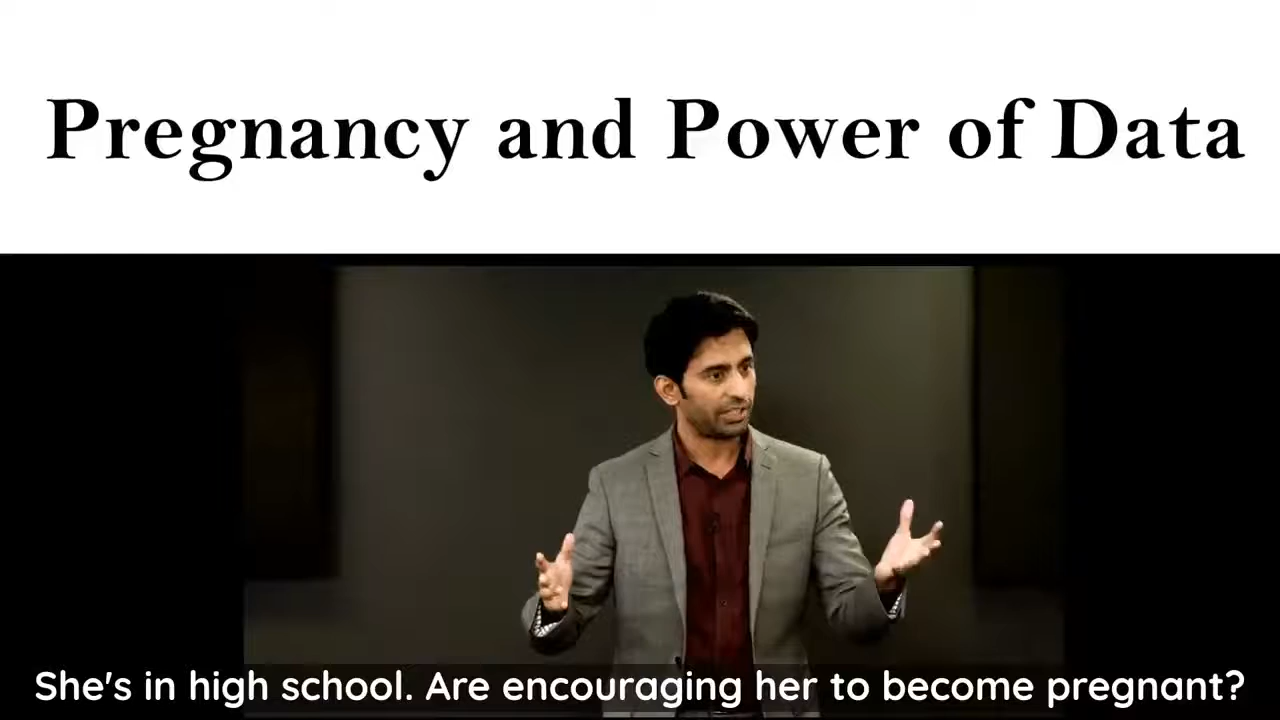 Pregnancy and Power of Data
She's in high school. Are encouraging her to become pregnant?